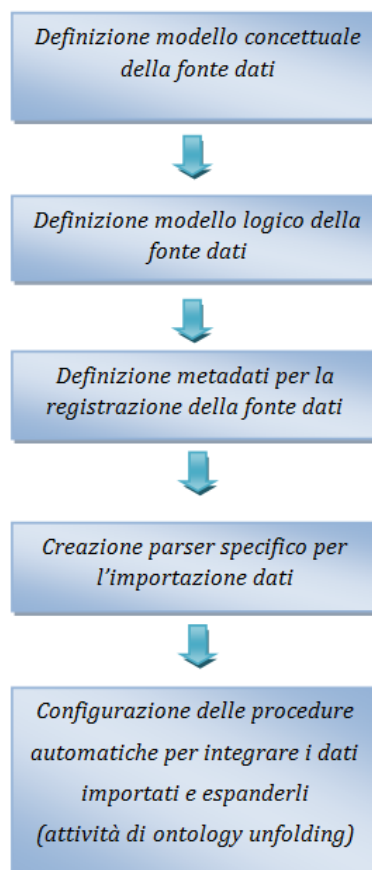 Definizione modello concettuale
della fonte dati
Definizione modello logico della
fonte dati
Definizione metadati per la
registrazione della fonte dati
Creazione parser specifico per
l'importazione dati
Configurazione delle procedure
automatiche per integrare i dati
importati e espanderli
(attività di ontology unfolding)